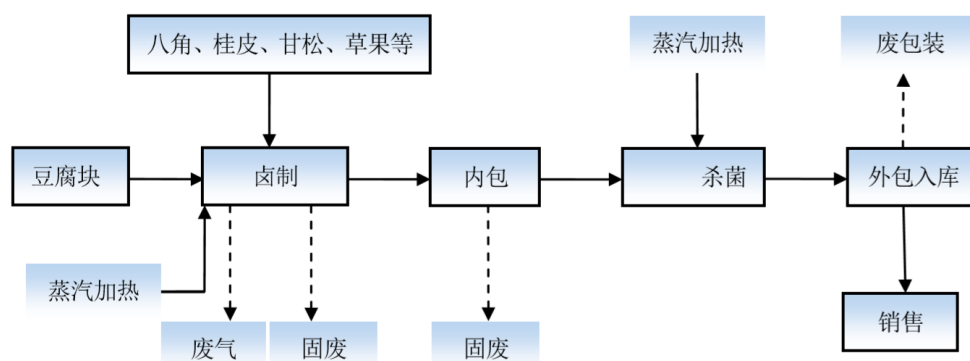 八角、桂皮、甘松、草果等
蒸汽加热
废包装
豆腐块
卤制
内包
杀菌
外包入库
蒸汽加热
废气
固废
固废
销售